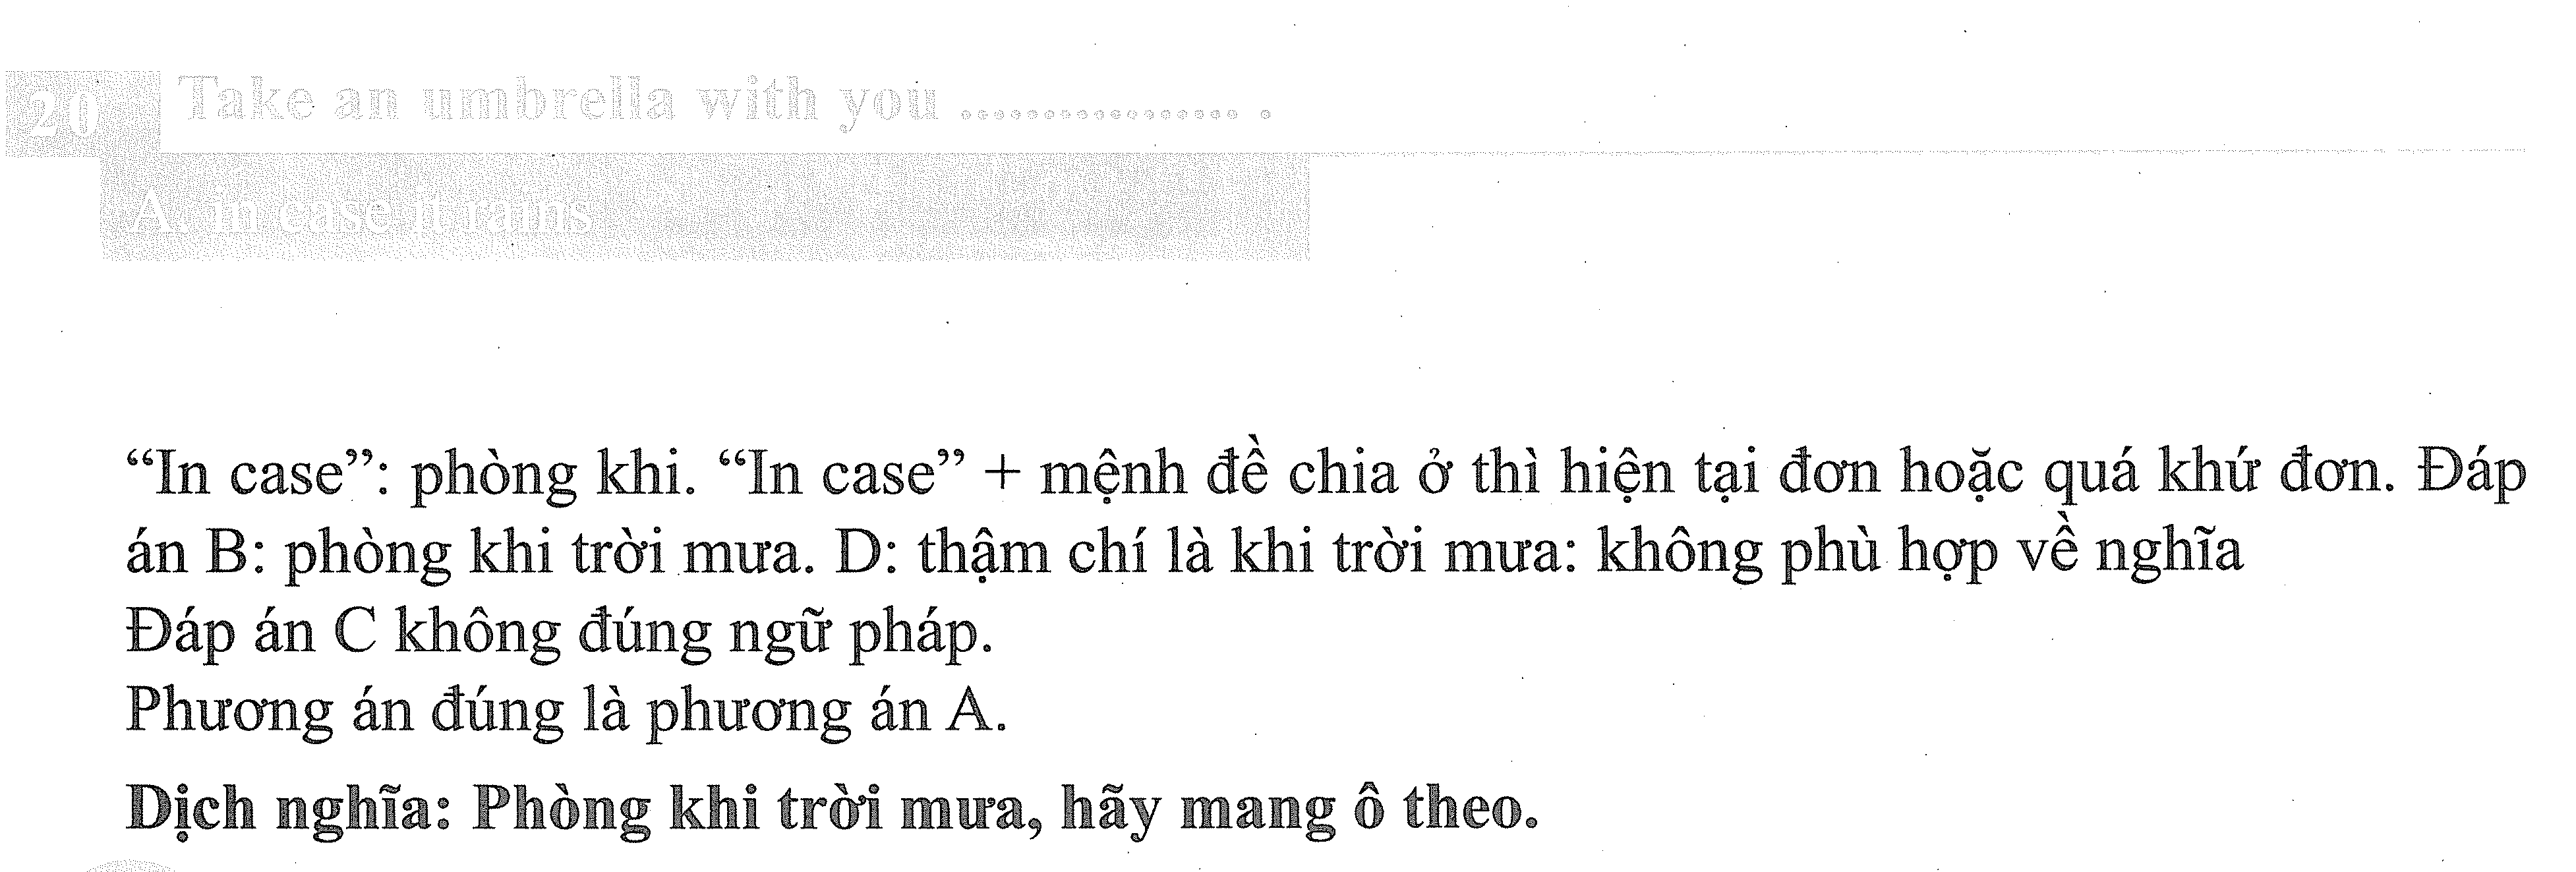 20 Take an umbrella with you ................. .
A. in case it rains
“In case”: phòng khi. “In case” + mệnh đề chia ở thì hiện tại đơn hoặc quá khứ đơn. Đáp
án B: phòng khi trời mưa. D: thậm chí là khi trời mưa: không phù hợp về nghĩa
Đáp án C không đúng ngữ pháp.
Phương án đúng là phương án A.
Dịch nghĩa: Phòng khi trời mưa, hãy mang ô theo.